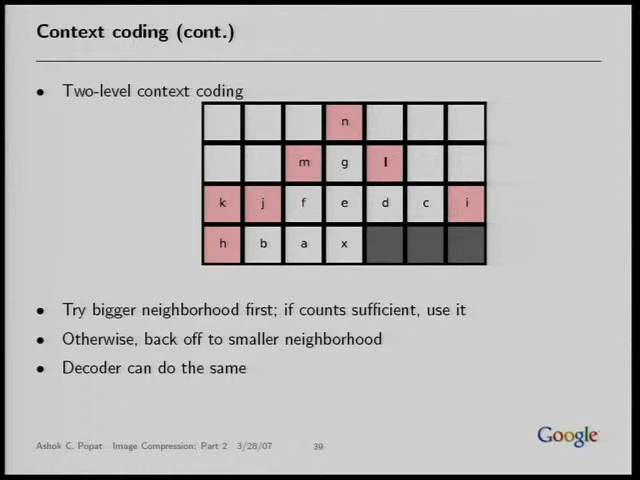 Context coding (cont.)
• Two-level context coding
n
m g l
k j f e d c i
h b a x
• Try bigger neighborhood first; if counts sufficient, use it
• Otherwise, back off to smaller neighborhood
• Decoder can do the same
Ashok C. Popat Image Compression: Part 2 3/28/07 39
Google